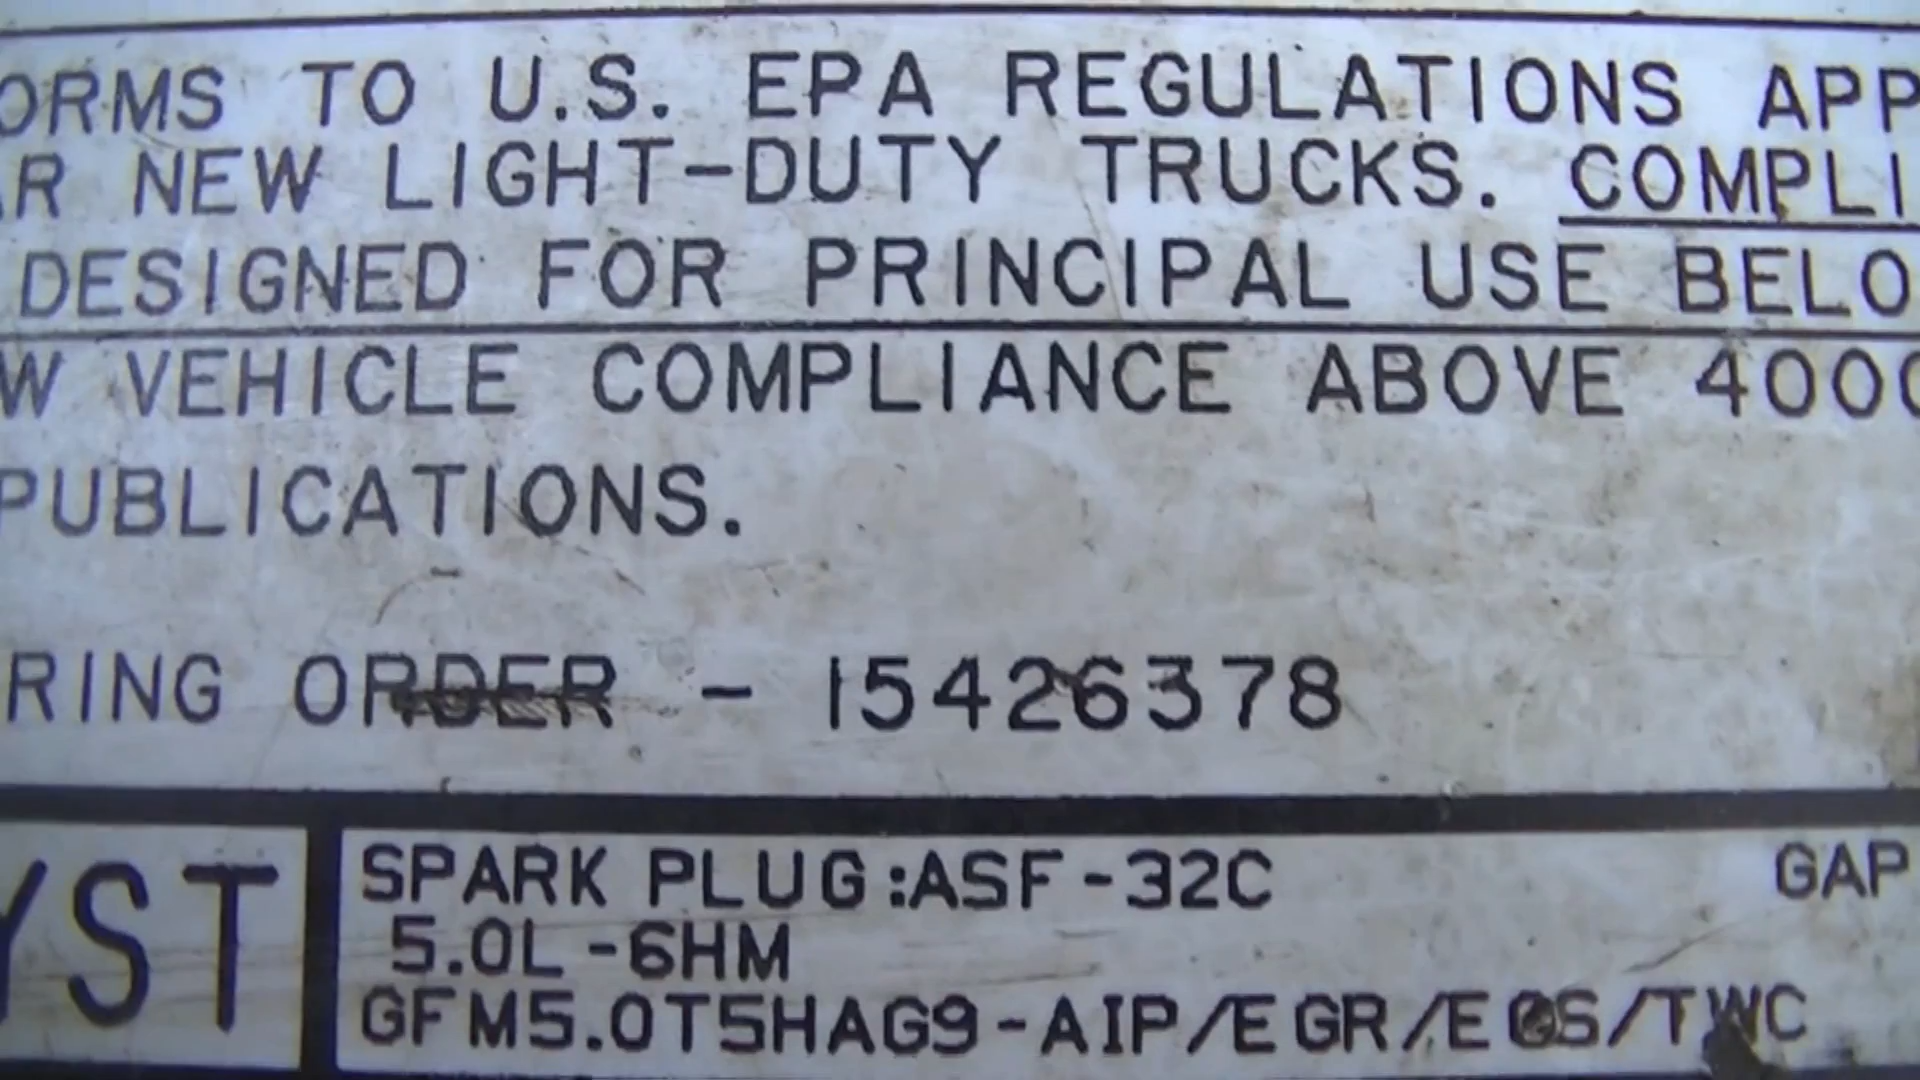 ORMS TO U.S. EPA REGULATIONS APP
R NEW LIGHT-DUTY TRUCKS. COMPLI
DESIGNED FOR PRINCIPAL USE BELO
W VEHICLE COMPLIANCE ABOVE 4000
PUBLICATIONS.
RING ORDER - 15426378
YST
SPARK PLUG:ASF-32C GAP
5.0L-6HM
GFM5.0T5HAG9-AIP/EGR/EOS/TWC